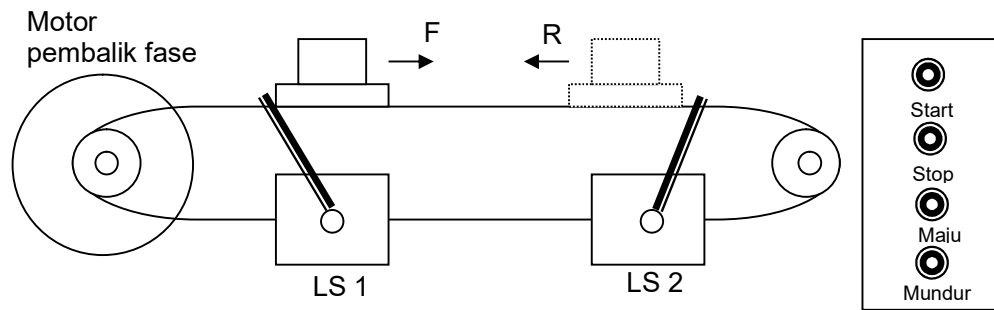 Motor
pembalik fase
F
R
LS 1
LS 2
Start
Stop
Maju
Mundur